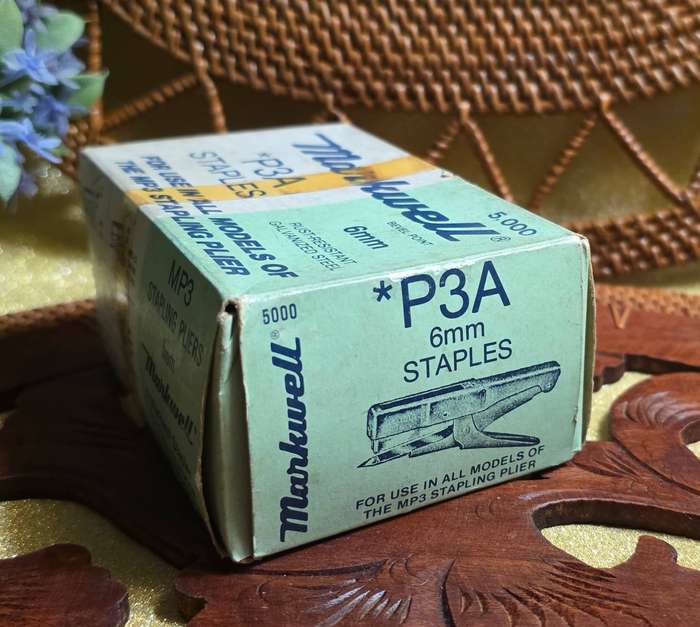 *P3A
STAPLES
FOR USE IN ALL MODELS OF
THE MP3 STAPLING PLIER
Markwell®
5,000
BEVEL POINT
6mm
RUST-RESISTANT
GALVANIZED STEEL
MP3
STAPLING PLIERS
Markwell
5000
Markwell®
*P3A
6mm
STAPLES
FOR USE IN ALL MODELS OF
THE MP3 STAPLING PLIER